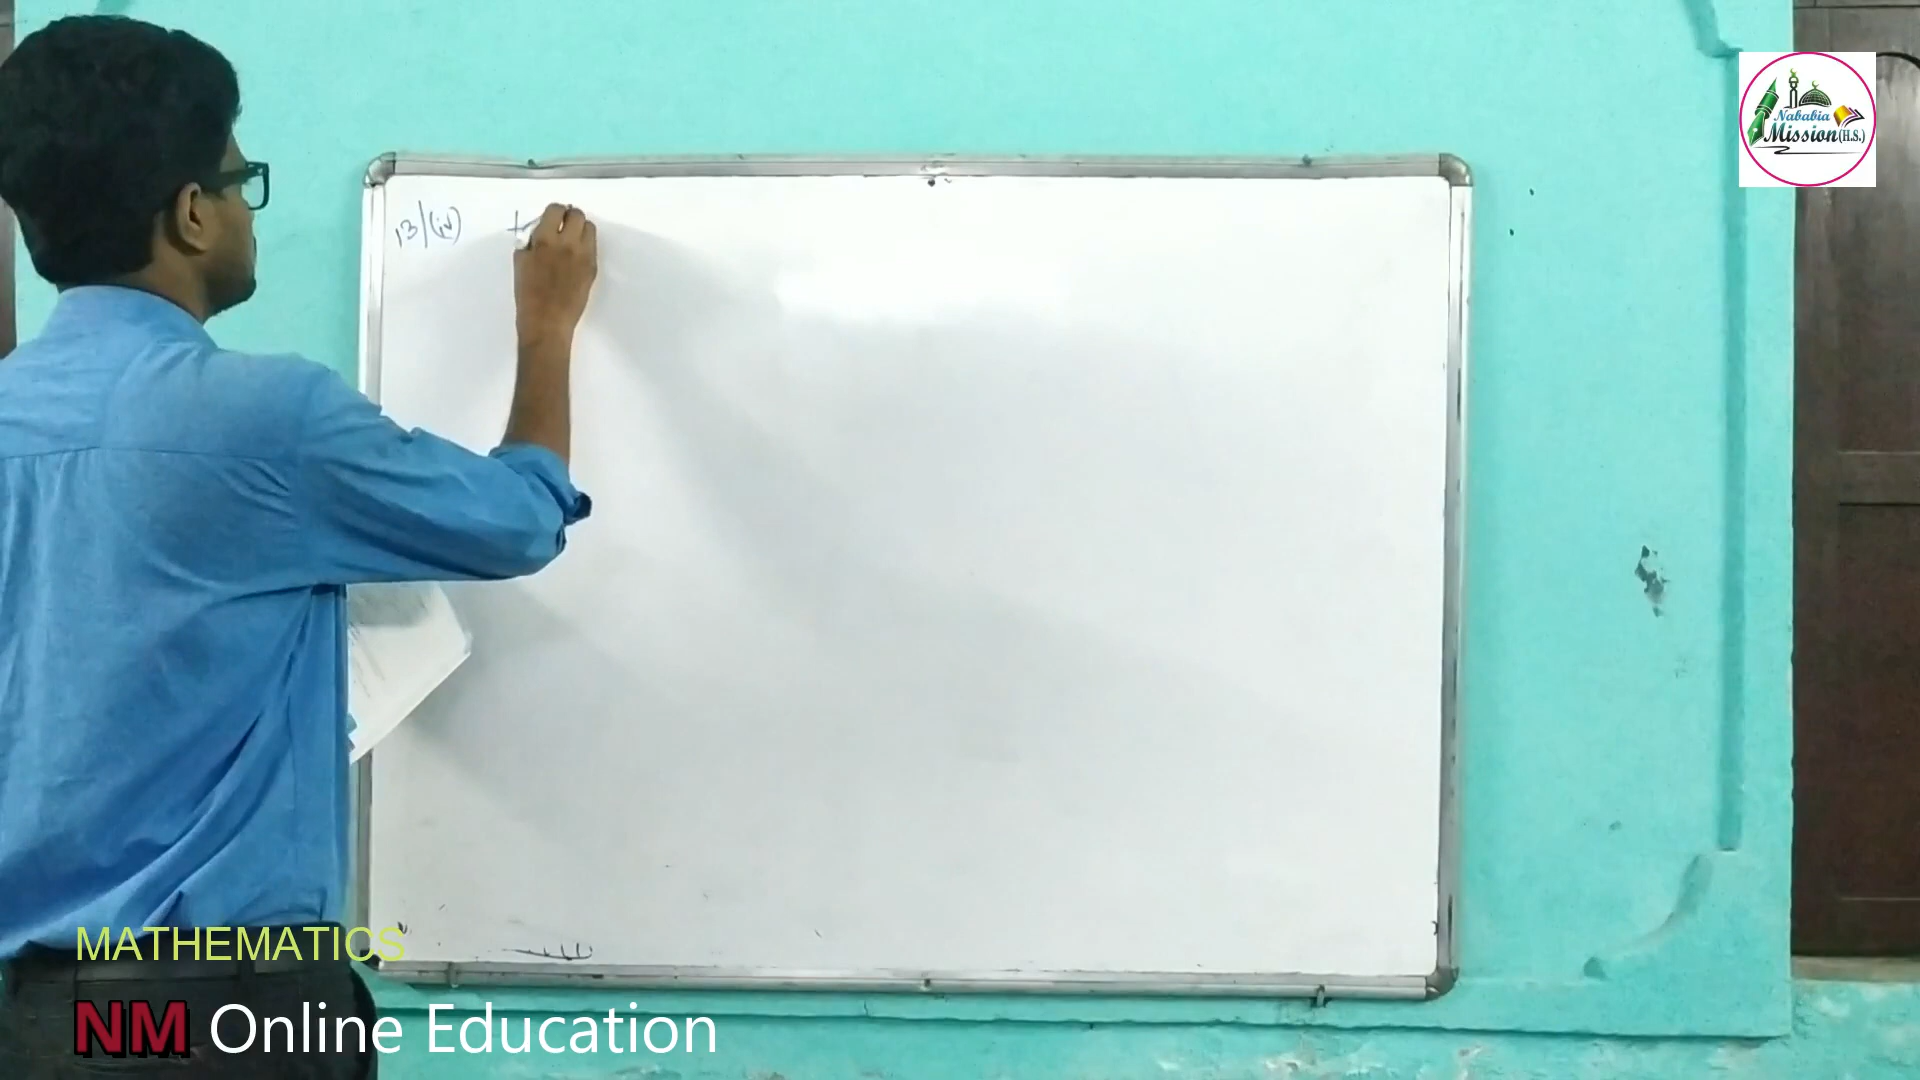 Nababia
Mission (H.S.)
13/(iv)
MATHEMATICS
NM Online Education